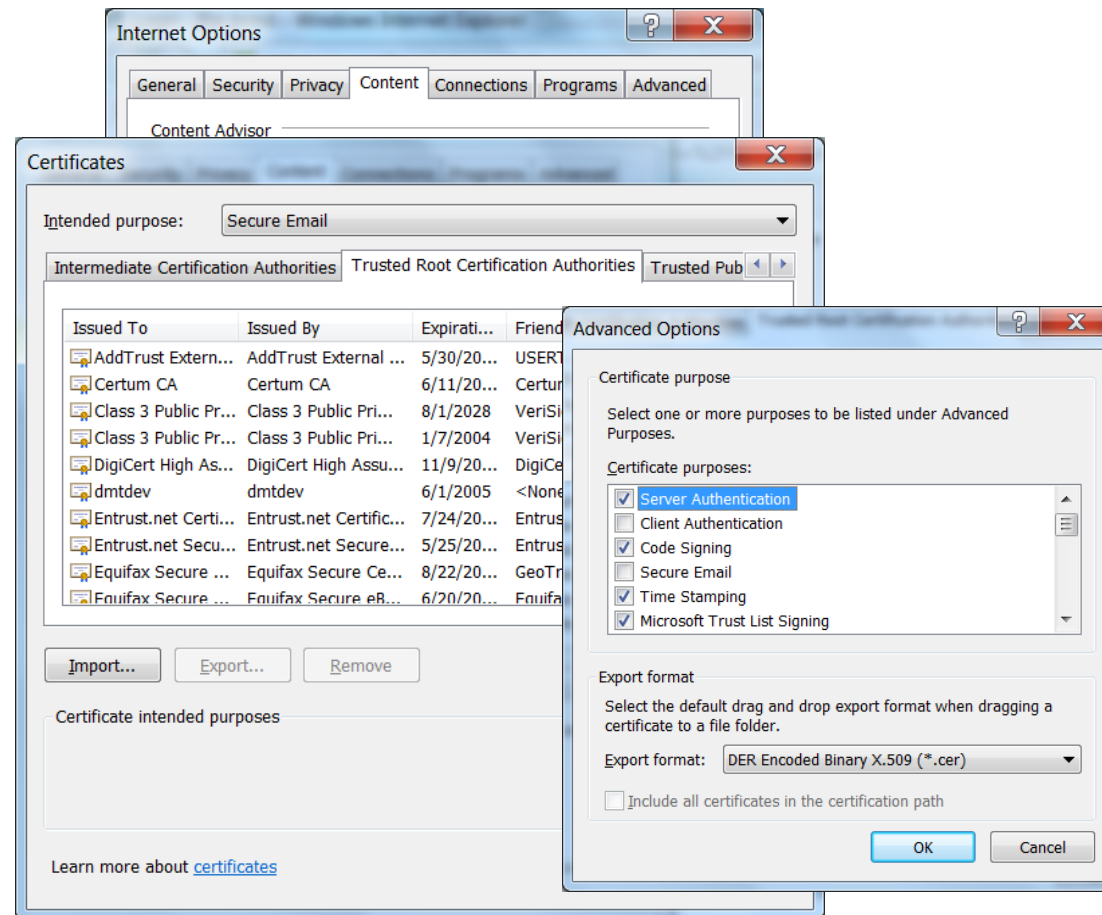 Internet Options
General Security Privacy Content Connections Programs Advanced
Content Advisor
Certificates
Intended purpose: Secure Email
Intermediate Certification Authorities Trusted Root Certification Authorities Trusted Pub
Issued To Issued By Expirati... Friend
AddTrust Extern... AddTrust External ... 5/30/20... USERT
Certum CA Certum CA 6/11/20... Certum
Class 3 Public Pr... Class 3 Public Pri... 8/1/2028 VeriSi
Class 3 Public Pr... Class 3 Public Pri... 1/7/2004 VeriSi
DigiCert High As... DigiCert High Assu... 11/9/20... DigiCe
dmtdev dmtdev 6/1/2005 <None
Entrust.net Certi... Entrust.net Certific... 7/24/20... Entrus
Entrust.net Secu... Entrust.net Secure... 5/25/20... Entrus
Equifax Secure ... Equifax Secure Ce... 8/22/20... GeoTr
Equifax Secure ... Equifax Secure eB... 6/20/20... Equifa
Import... Export... Remove
Certificate intended purposes
Learn more about certificates
Advanced Options
Certificate purpose
Select one or more purposes to be listed under Advanced
Purposes.
Certificate purposes:
Server Authentication
Client Authentication
Code Signing
Secure Email
Time Stamping
Microsoft Trust List Signing
Export format
Select the default drag and drop export format when dragging a
certificate to a file folder.
Export format: DER Encoded Binary X.509 (*.cer)
Include all certificates in the certification path
OK Cancel